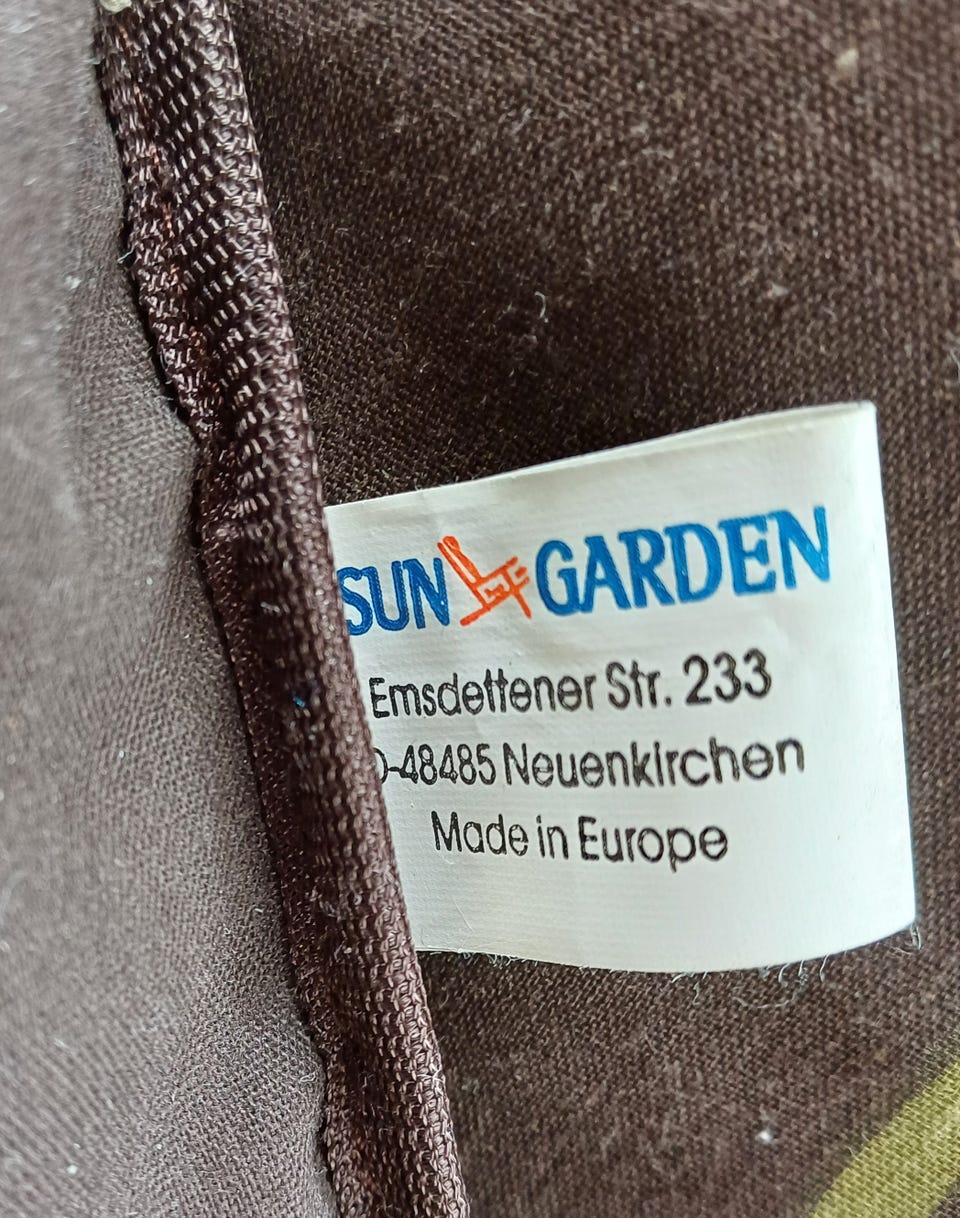 SUN GARDEN
Emsdettener Str. 233
D-48485 Neuenkirchen
Made in Europe